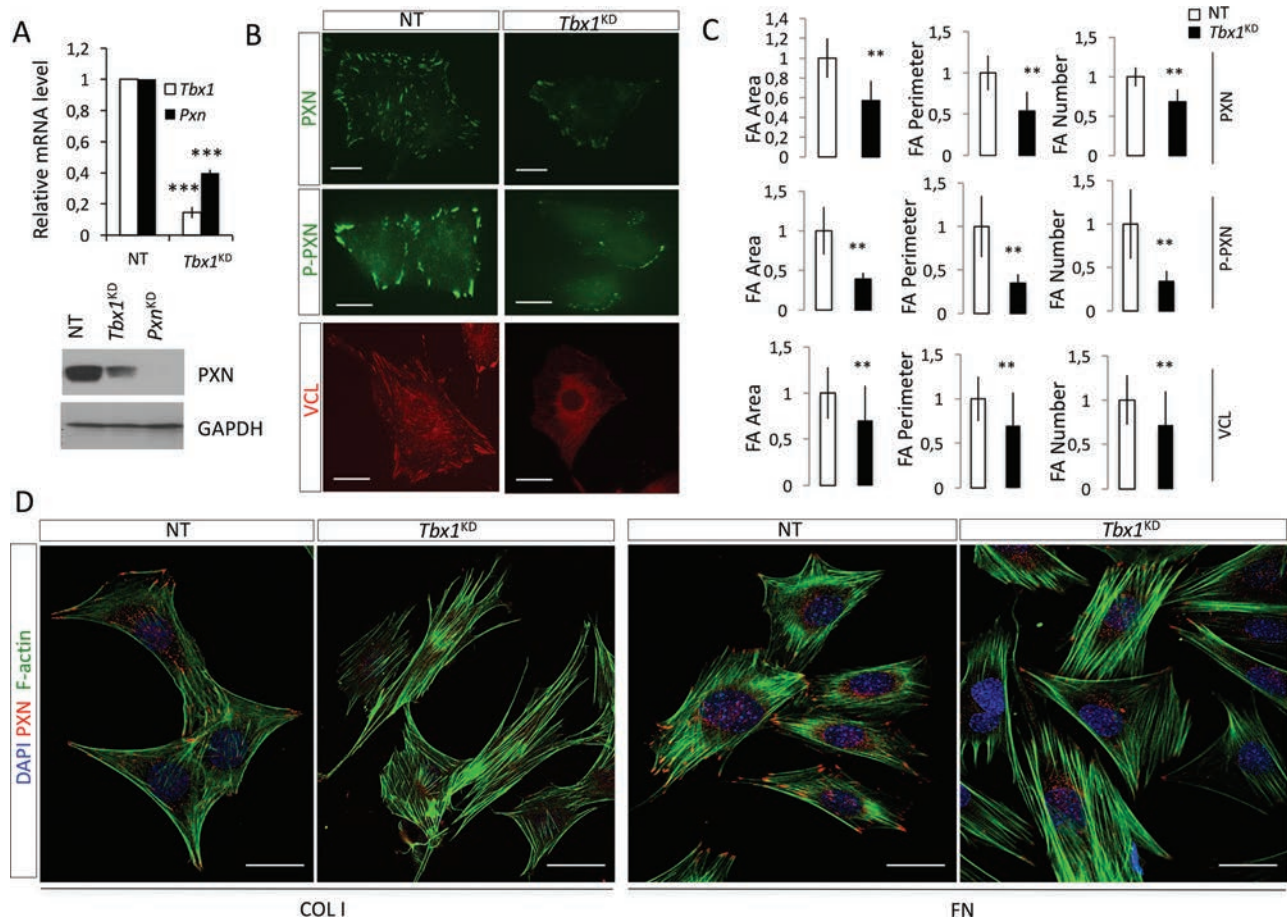 A
Relative mRNA level
1,2
1
0,8
0,6
0,4
0,2
0
Tbx1
Pxn
***
***
NT
Tbx1KD
NT
Tbx1KD
PxnKD
PXN
GAPDH
B
NT
Tbx1KD
PXN
P-PXN
VCL
C
NT
Tbx1KD
FA Area
1,4
1,2
1
0,8
0,6
0,4
0,2
0
**
FA Perimeter
1,5
1
0,5
0
**
FA Number
1,5
1
0,5
0
**
PXN
FA Area
1,5
1
0,5
0
**
FA Perimeter
1,5
1
0,5
0
**
FA Number
1,5
1
0,5
0
**
P-PXN
FA Area
1,5
1
0,5
0
**
FA Perimeter
1,5
1
0,5
0
**
FA Number
1,5
1
0,5
0
**
VCL
D
NT
Tbx1KD
NT
Tbx1KD
DAPI PXN F-actin
COL I
FN